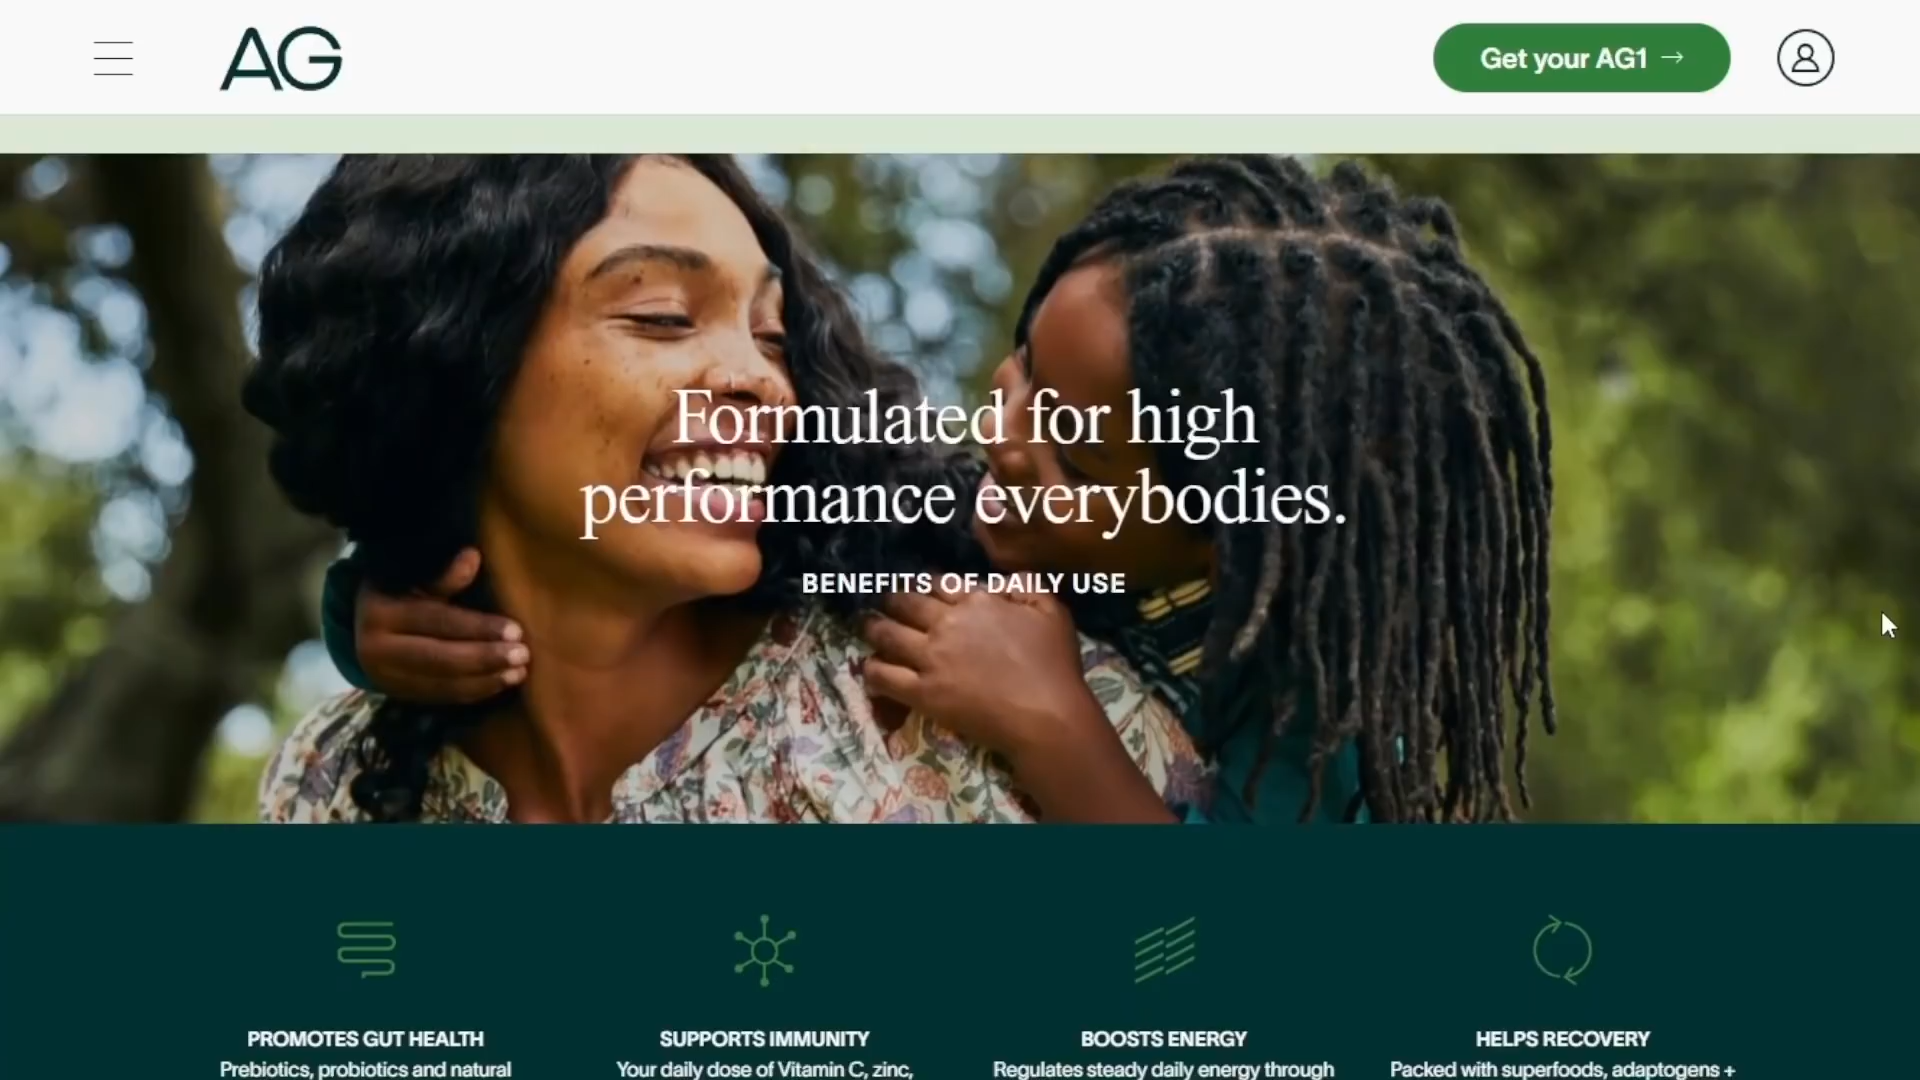 AG
Get your AG1 →
Formulated for high
performance everybodies.
BENEFITS OF DAILY USE
PROMOTES GUT HEALTH
Prebiotics, probiotics and natural
SUPPORTS IMMUNITY
Your daily dose of Vitamin C, zinc,
BOOSTS ENERGY
Regulates steady daily energy through
HELPS RECOVERY
Packed with superfoods, adaptogens +